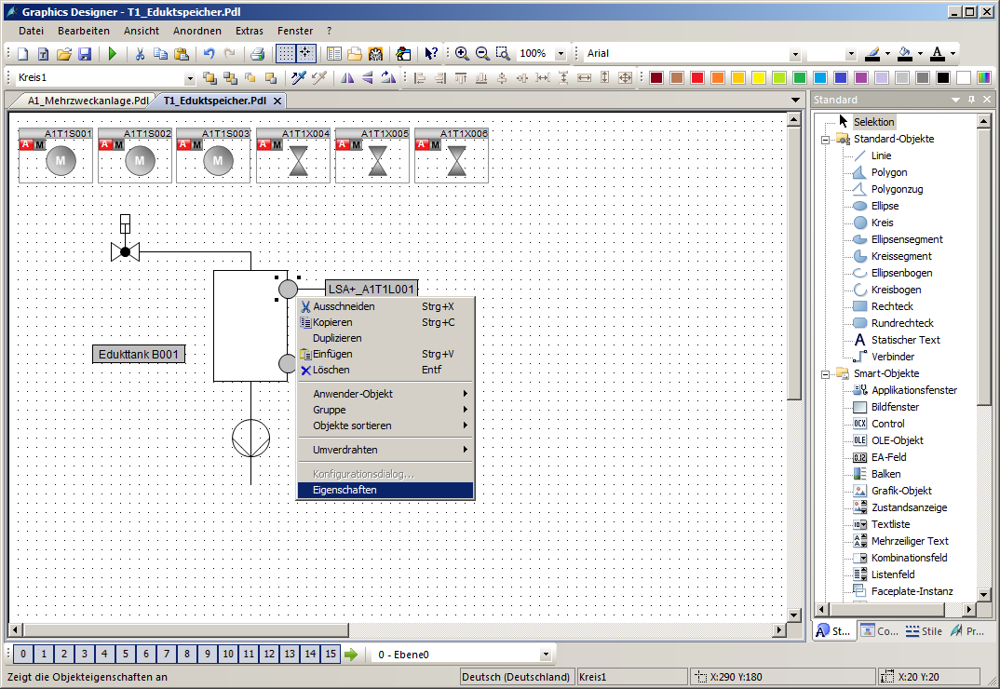 Graphics Designer - T1_Eduktspeicher.Pdl
Datei Bearbeiten Ansicht Anordnen Extras Fenster ?
100% Arial
Kreis1
A1_Mehrzweckanlage.Pdl T1_Eduktspeicher.Pdl
A1T1S001 A1T1S002 A1T1S003 A1T1X004 A1T1X005 A1T1X006
A M A M A M A M A M A M
M M M
LSA+_A1T1L001
Edukttank B001
Ausschneiden Strg+X
Kopieren Strg+C
Duplizieren
Einfügen Strg+V
Löschen Entf
Anwender-Objekt
Gruppe
Objekte sortieren
Umverdrahten
Konfigurationsdialog...
Eigenschaften
Standard
Selektion
Standard-Objekte
Linie
Polygon
Polygonzug
Ellipse
Kreis
Ellipsensegment
Kreissegment
Ellipsenbogen
Kreisbogen
Rechteck
Rundrechteck
A Statischer Text
Verbinder
Smart-Objekte
Applikationsfenster
Bildfenster
OCX Control
OLE OLE-Objekt
0.12 EA-Feld
Balken
Grafik-Objekt
Zustandsanzeige
Textliste
Mehrzeiliger Text
Kombinationsfeld
Listenfeld
Faceplate-Instanz
St... Co... Stile Pr...
0 1 2 3 4 5 6 7 8 9 10 11 12 13 14 15 0 - Ebene0
Zeigt die Objekteigenschaften an Deutsch (Deutschland) Kreis1 X:290 Y:180 X:20 Y:20